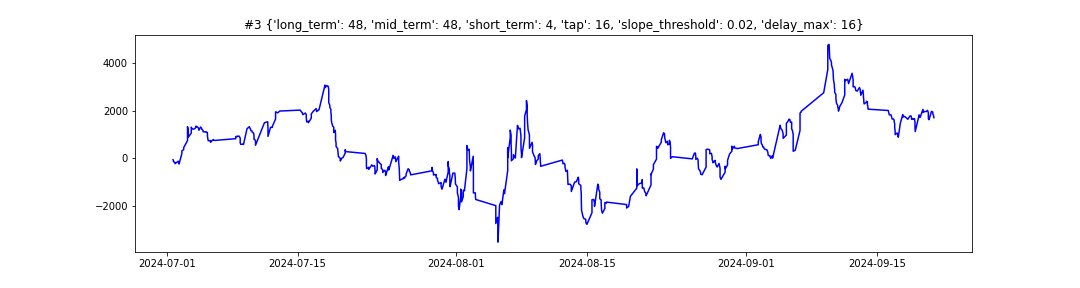 #3 {'long_term': 48, 'mid_term': 48, 'short_term': 4, 'tap': 16, 'slope_threshold': 0.02, 'delay_max': 16}
4000
2000
0
−2000
2024-07-01 2024-07-15 2024-08-01 2024-08-15 2024-09-01 2024-09-15